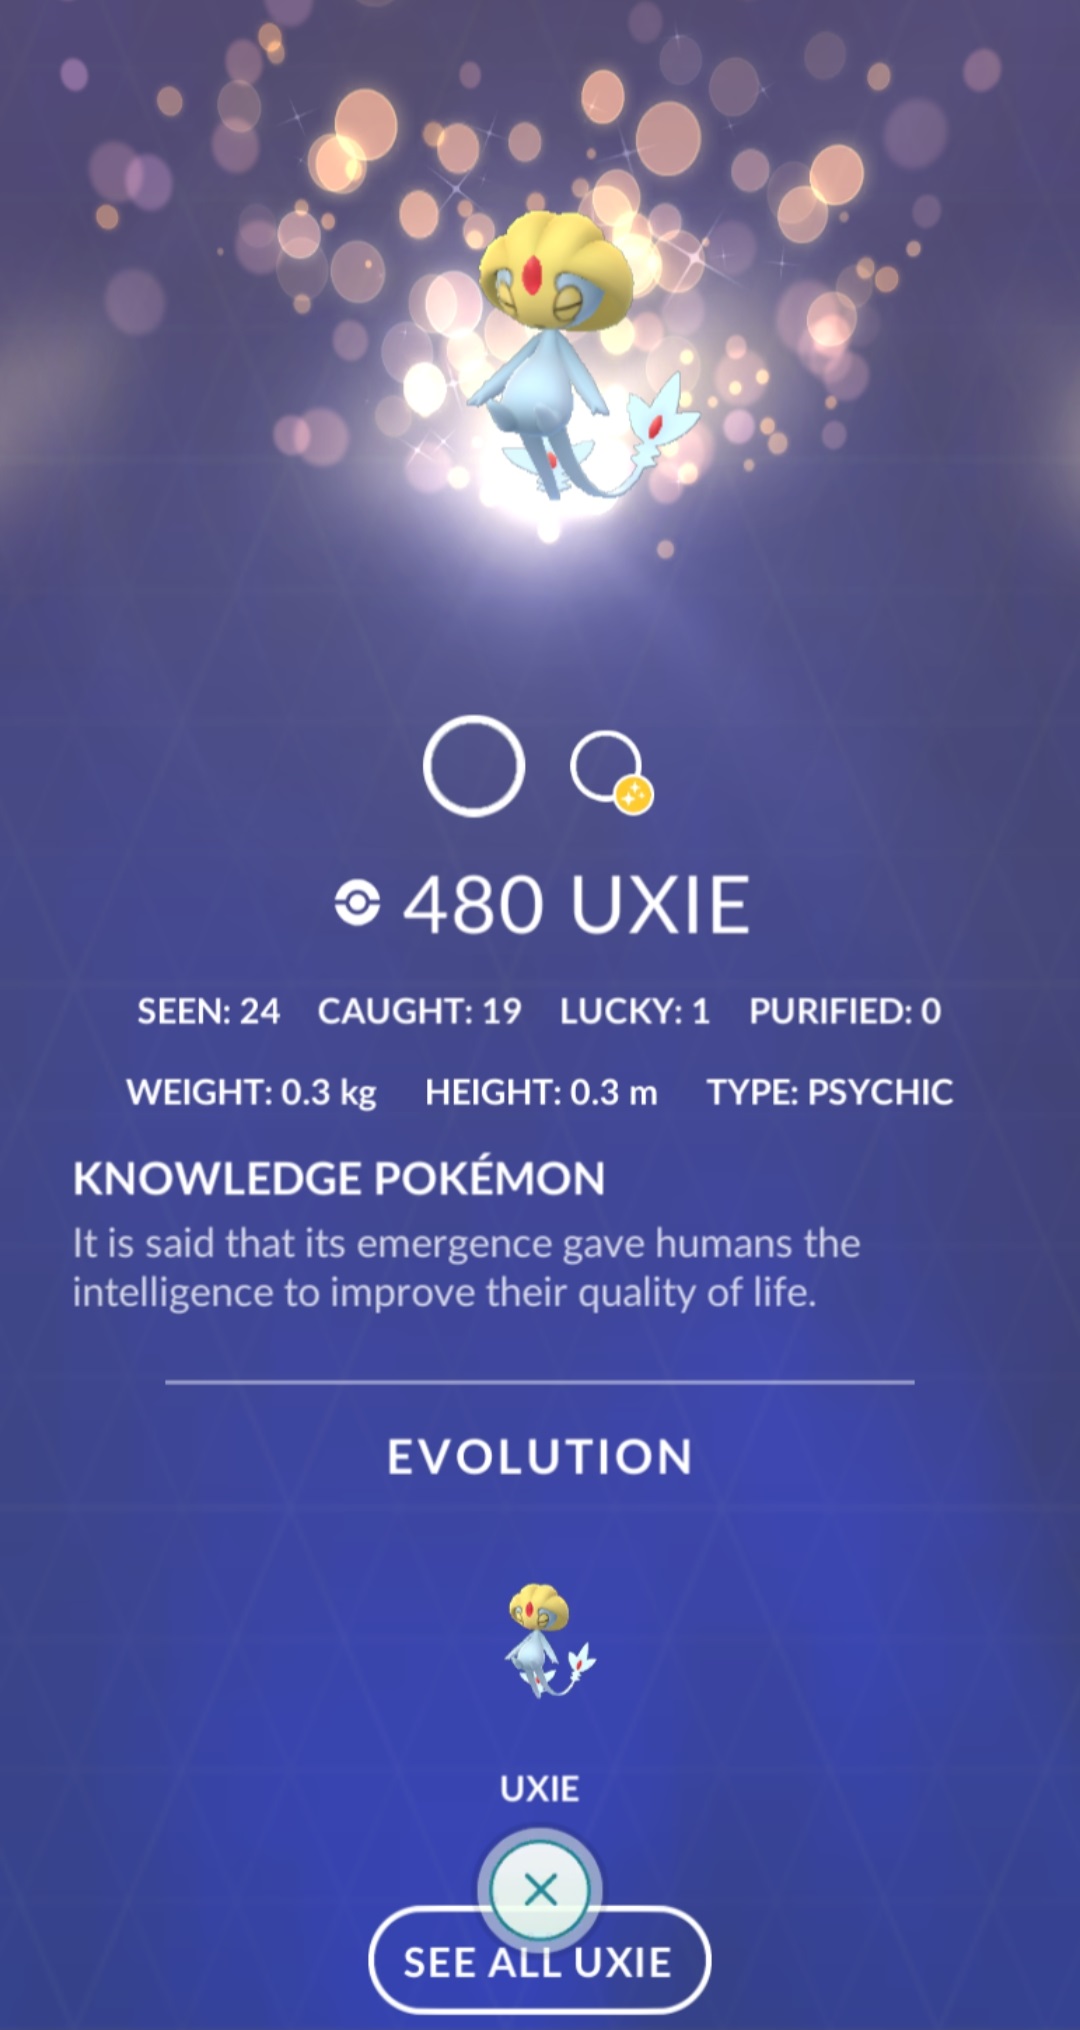 480 UXIE
SEEN: 24 CAUGHT: 19 LUCKY: 1 PURIFIED: 0
WEIGHT: 0.3 kg HEIGHT: 0.3 m TYPE: PSYCHIC
KNOWLEDGE POKÉMON
It is said that its emergence gave humans the
intelligence to improve their quality of life.
EVOLUTION
UXIE
SEE ALL UXIE